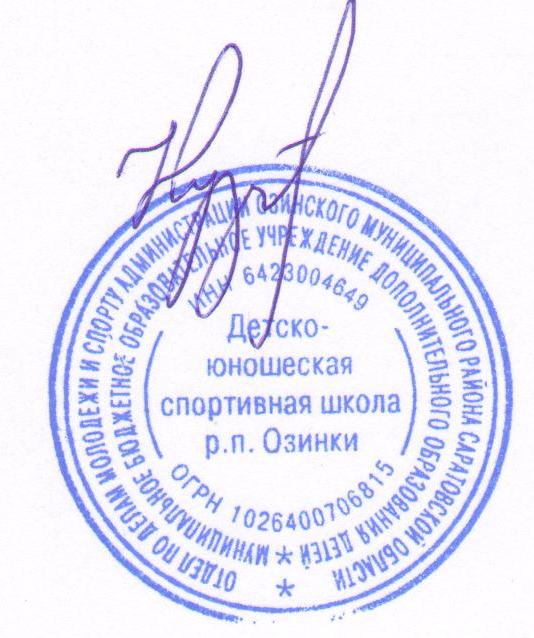 ОТДЕЛ ПО ДЕЛАМ МОЛОДЕЖИ И СПОРТУ АДМИНИСТРАЦИИ ОЗИНСКОГО МУНИЦИПАЛЬНОГО РАЙОНА САРАТОВСКОЙ ОБЛАСТИ
МУНИЦИПАЛЬНОЕ БЮДЖЕТНОЕ ОБРАЗОВАТЕЛЬНОЕ УЧРЕЖДЕНИЕ ДОПОЛНИТЕЛЬНОГО ОБРАЗОВАНИЯ ДЕТЕЙ
ИНН 6423004649
Детско-
юношеская
спортивная школа
р.п. Озинки
ОГРН 1026400706815